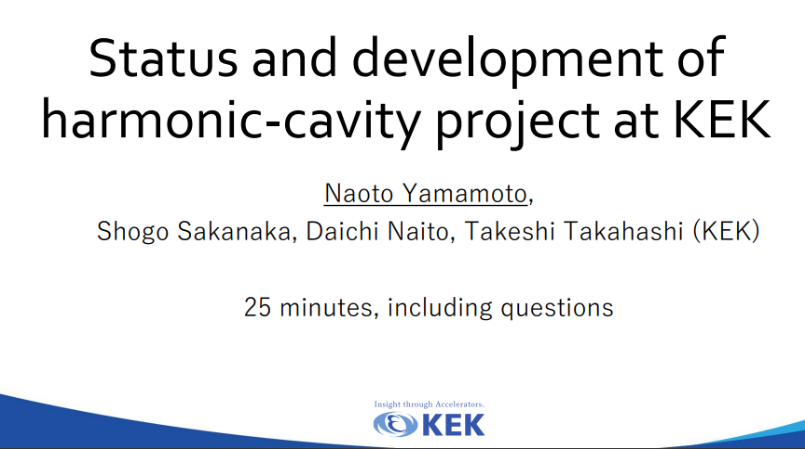 Status and development of
harmonic-cavity project at KEK
Naoto Yamamoto,
Shogo Sakanaka, Daichi Naito, Takeshi Takahashi (KEK)
25 minutes, including questions
Insight through Accelerators.
KEK